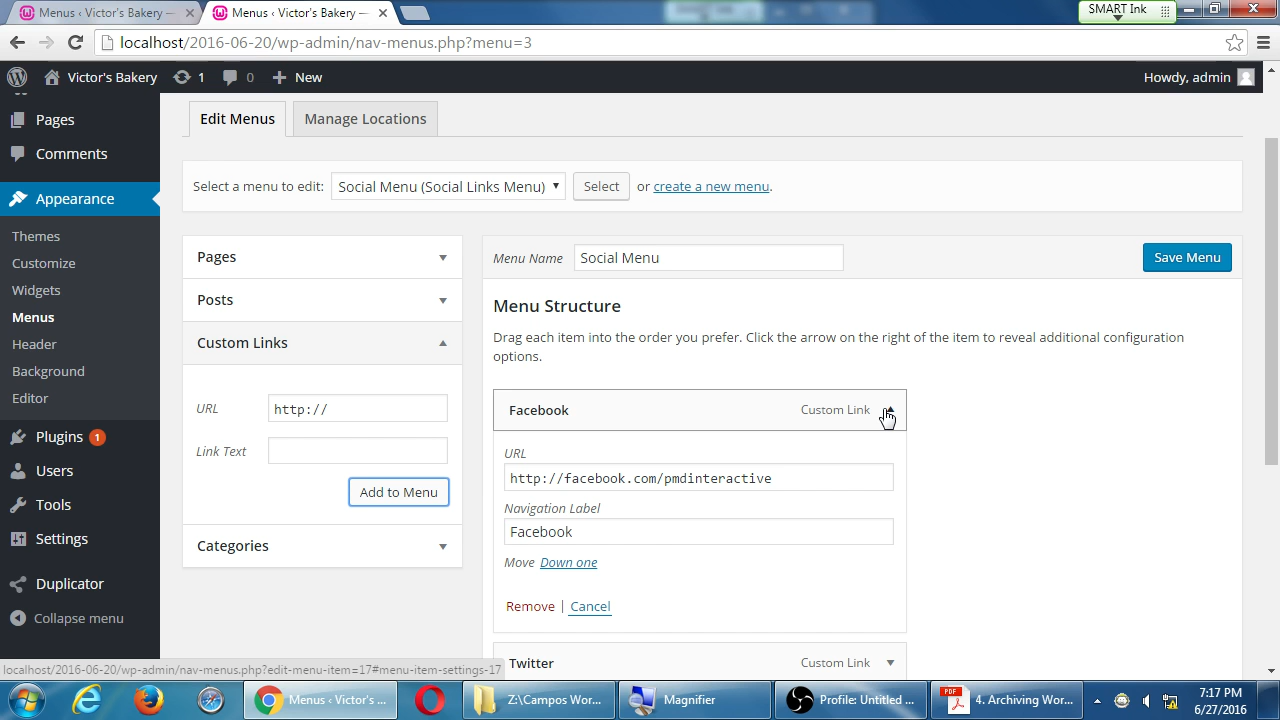 Menus ‹ Victor's Bakery —
Menus ‹ Victor's Bakery —
SMART Ink
localhost/2016-06-20/wp-admin/nav-menus.php?menu=3
Victor's Bakery
1
0
New
Howdy, admin
Pages
Comments
Appearance
Themes
Customize
Widgets
Menus
Header
Background
Editor
Plugins 1
Users
Tools
Settings
Duplicator
Collapse menu
Edit Menus
Manage Locations
Select a menu to edit: Social Menu (Social Links Menu) Select or create a new menu.
Pages
Posts
Custom Links
URL http://
Link Text
Add to Menu
Categories
Menu Name Social Menu
Save Menu
Menu Structure
Drag each item into the order you prefer. Click the arrow on the right of the item to reveal additional configuration
options.
Facebook Custom Link
URL
http://facebook.com/pmdinteractive
Navigation Label
Facebook
Move Down one
Remove | Cancel
Twitter Custom Link
localhost/2016-06-20/wp-admin/nav-menus.php?edit-menu-item=17#menu-item-settings-17
Menus ‹ Victor's ...
Z:\Campos Wor...
Magnifier
Profile: Untitled ...
PDF
4. Archiving Wor...
7:17 PM
6/27/2016